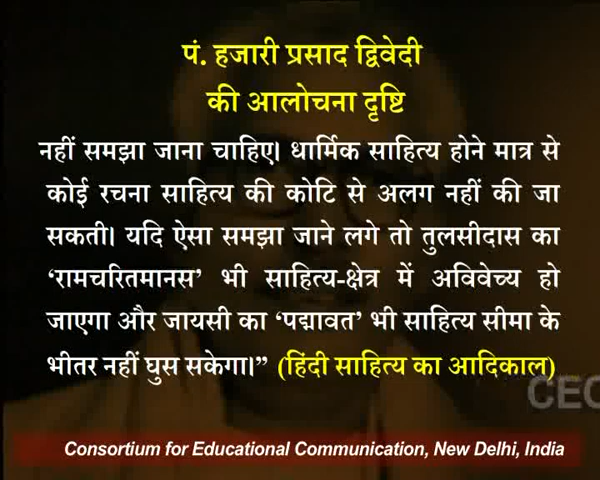 पं. हजारी प्रसाद द्विवेदी
की आलोचना दृष्टि
नहीं समझा जाना चाहिए। धार्मिक साहित्य होने मात्र से
कोई रचना साहित्य की कोटि से अलग नहीं की जा
सकती। यदि ऐसा समझा जाने लगे तो तुलसीदास का
‘रामचरितमानस’ भी साहित्य-क्षेत्र में अविवेच्य हो
जाएगा और जायसी का ‘पद्मावत’ भी साहित्य सीमा के
भीतर नहीं घुस सकेगा।” (हिंदी साहित्य का आदिकाल)
CEC
Consortium for Educational Communication, New Delhi, India